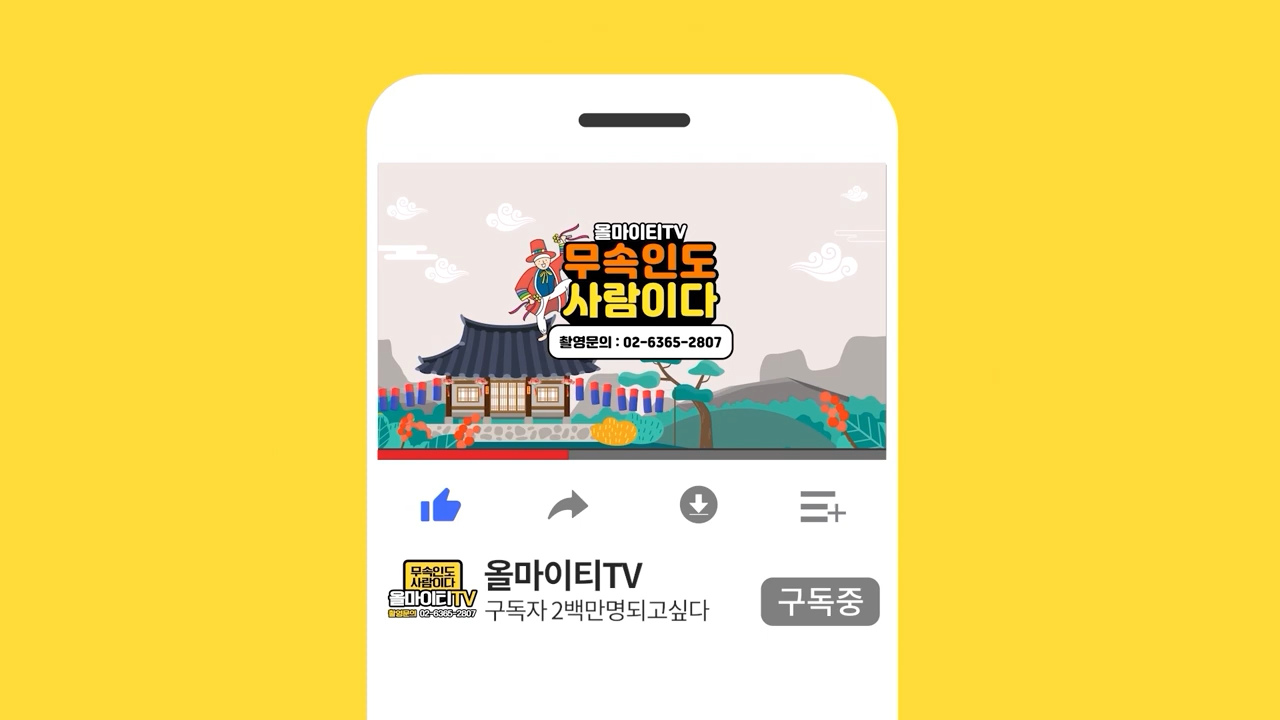 올마이티TV
무속인도
사람이다
촬영문의 : 02-6365-2807
무속인도
사람이다
올마이티TV
촬영문의 02-6365-2807
올마이티TV
구독자 2백만명되고싶다
구독중